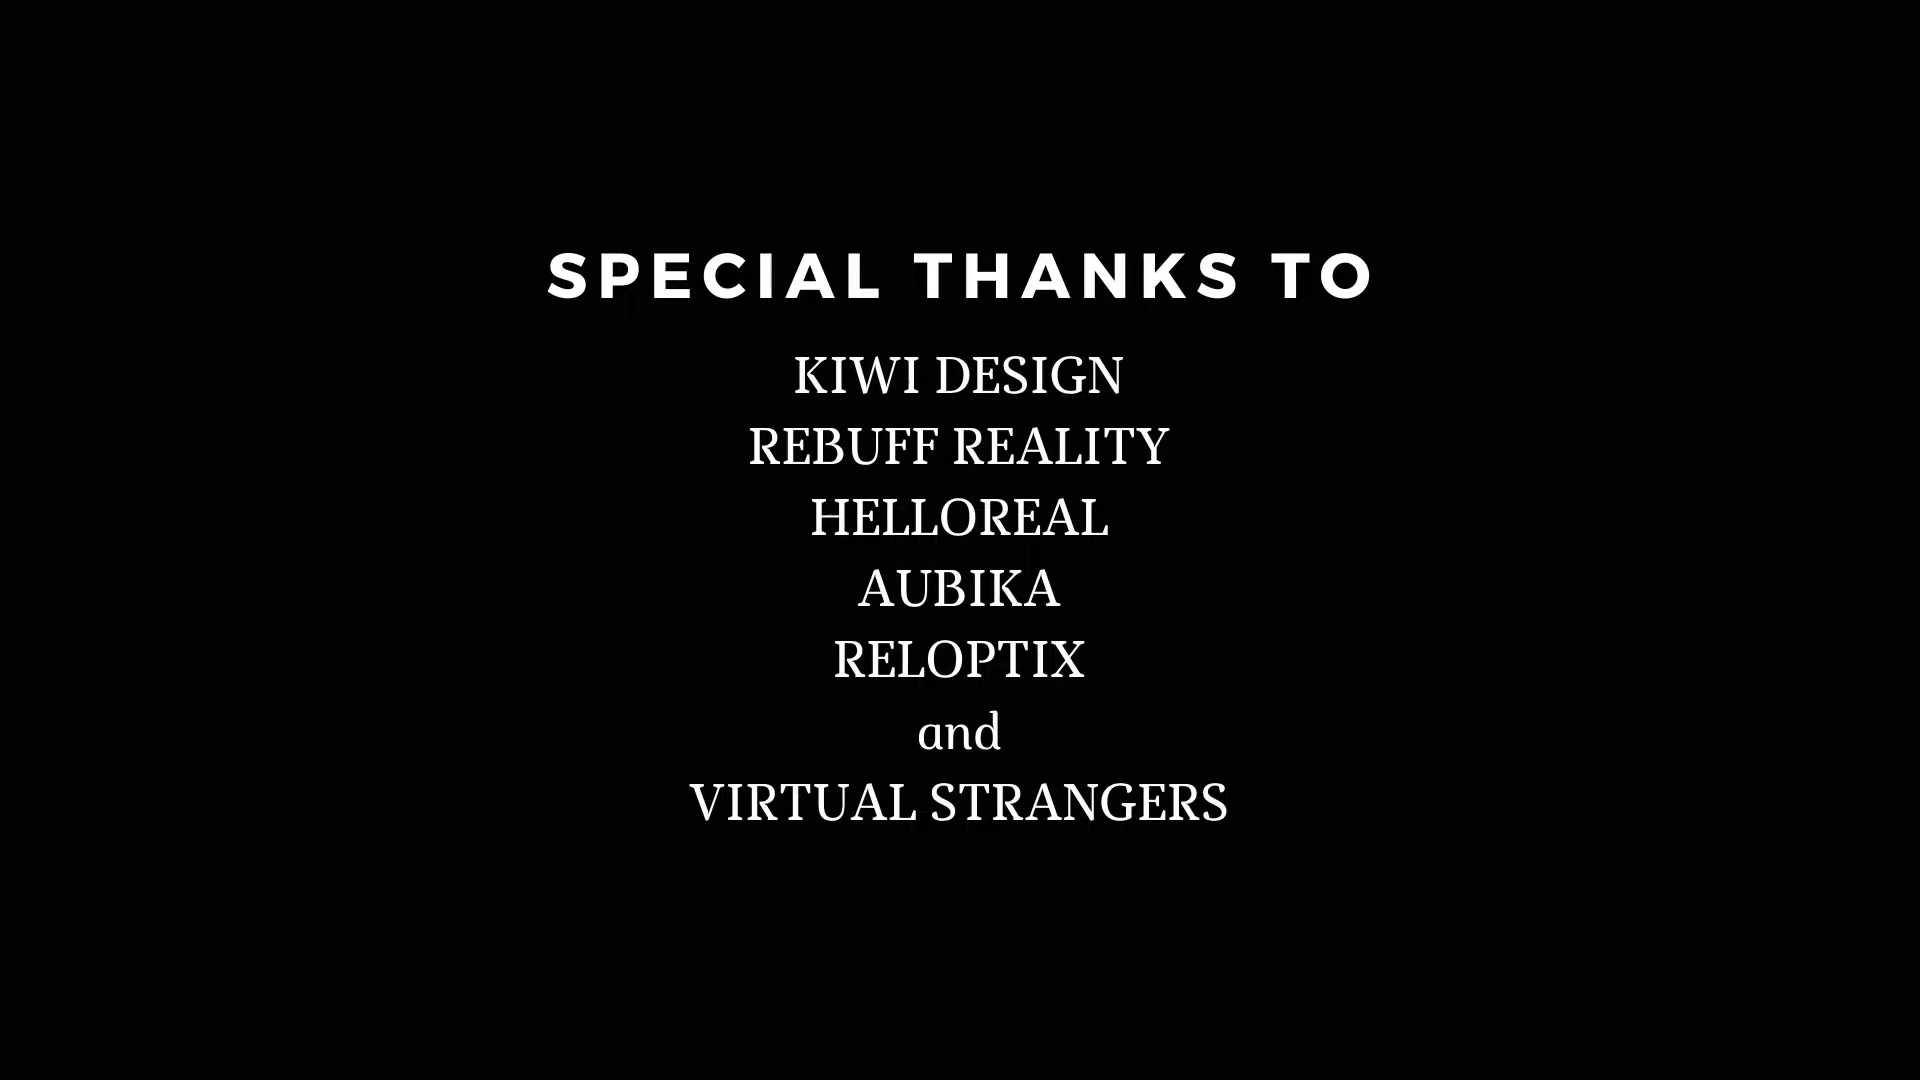 SPECIAL THANKS TO
KIWI DESIGN
REBUFF REALITY
HELLOREAL
AUBIKA
RELOPTIX
and
VIRTUAL STRANGERS